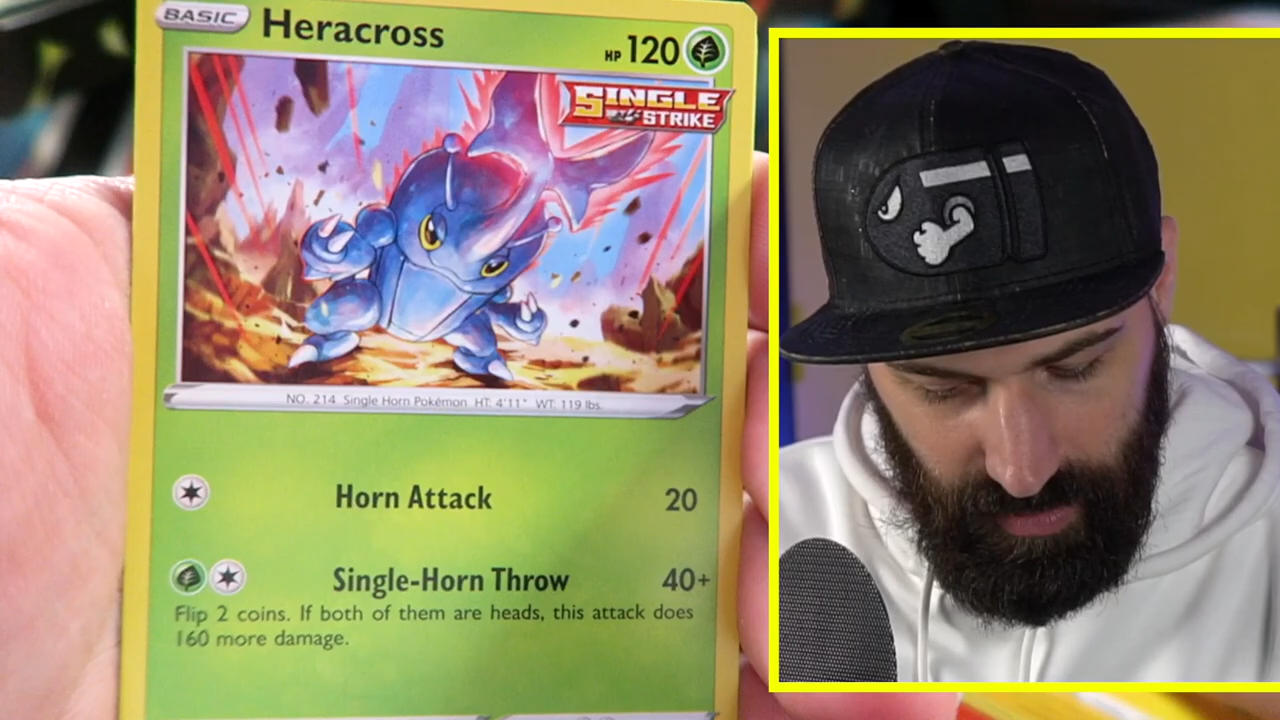 BASIC
Heracross
HP 120
SINGLE
STRIKE
NO. 214 Single Horn Pokémon HT: 4'11" WT: 119 lbs.
Horn Attack 20
Single-Horn Throw 40+
Flip 2 coins. If both of them are heads, this attack does
160 more damage.